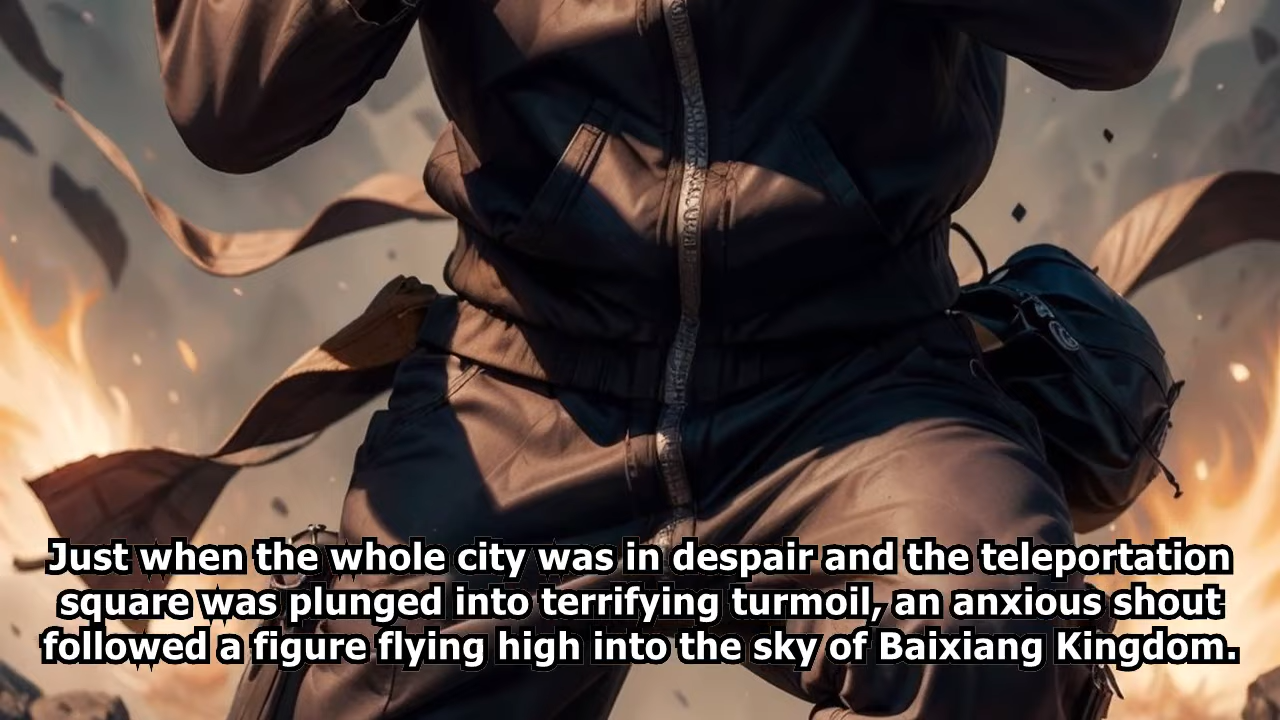 Just when the whole city was in despair and the teleportation
square was plunged into terrifying turmoil, an anxious shout
followed a figure flying high into the sky of Baixiang Kingdom.